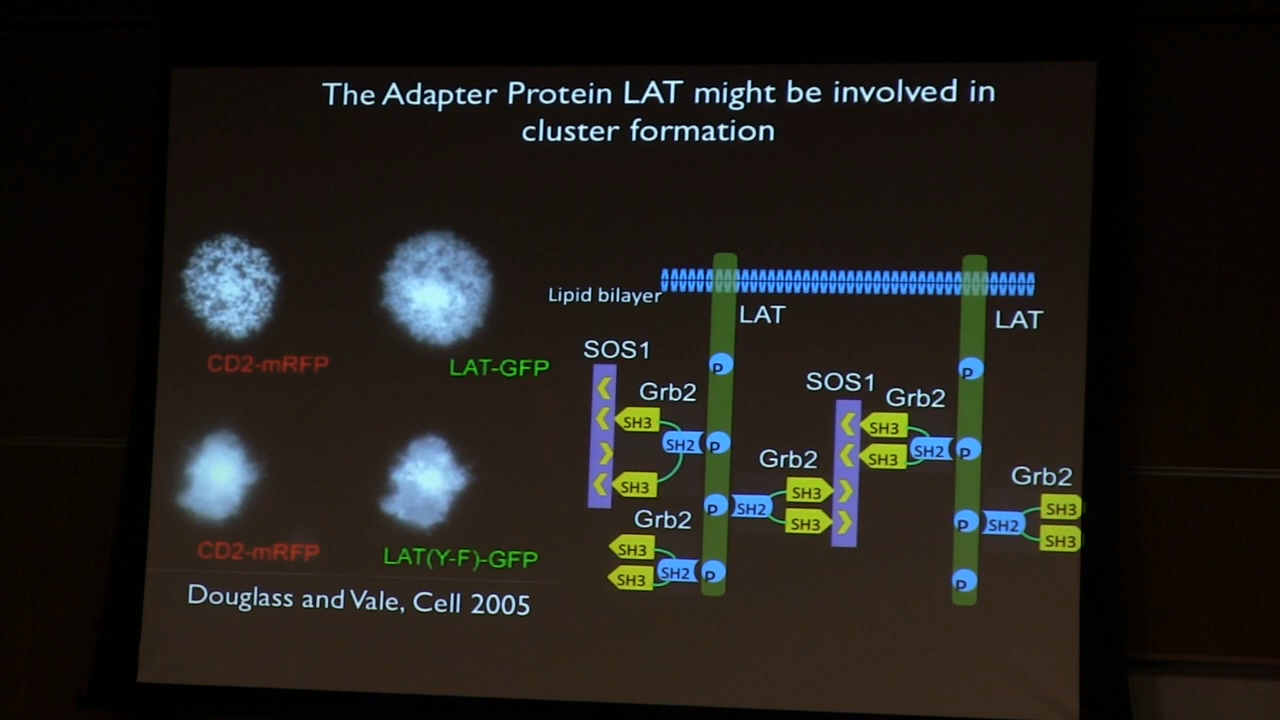 The Adapter Protein LAT might be involved in
cluster formation
CD2-mRFP
LAT-GFP
CD2-mRFP
LAT(Y-F)-GFP
Douglass and Vale, Cell 2005
Lipid bilayer
LAT
LAT
SOS1
Grb2
SH3
SH2
SH3
P
P
P
P
Grb2
SH3
SH3
SH2
Grb2
SH2
SH3
SH3
SOS1
Grb2
SH3
SH3
SH2
P
P
P
P
Grb2
SH2
SH3
SH3